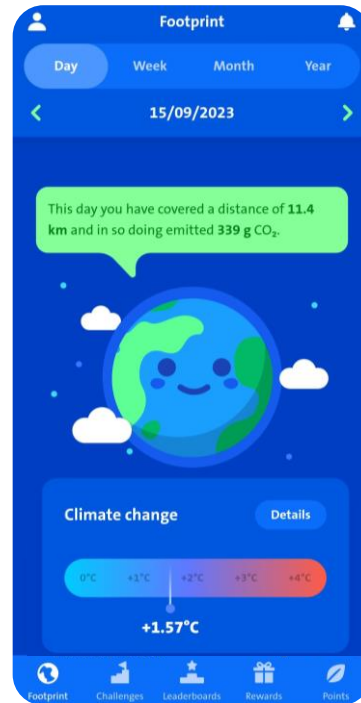 Footprint
Day Week Month Year
15/09/2023
This day you have covered a distance of 11.4
km and in so doing emitted 339 g CO₂.
Climate change
Details
0°C +1°C +2°C +3°C +4°C
+1.57°C
Footprint Challenges Leaderboards Rewards Points